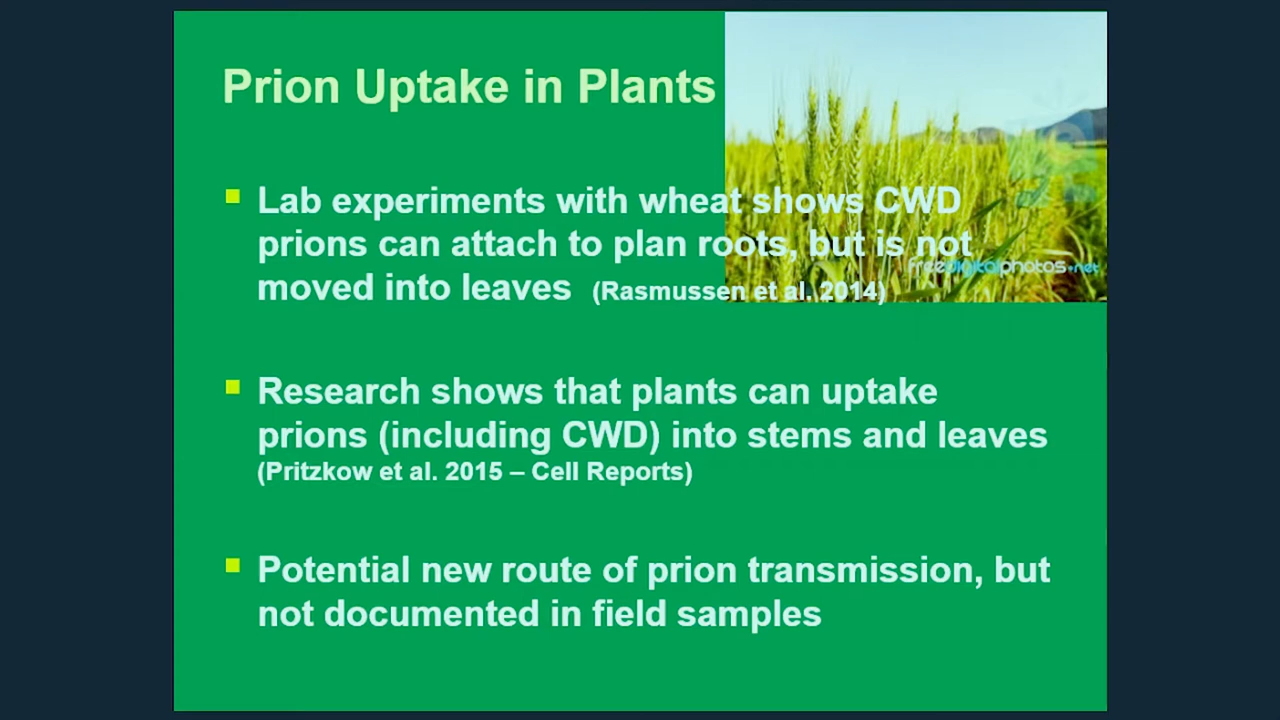 Prion Uptake in Plants
Lab experiments with wheat shows CWD
prions can attach to plan roots, but is not
moved into leaves (Rasmussen et al. 2014)
freedigitalphotos.net
Research shows that plants can uptake
prions (including CWD) into stems and leaves
(Pritzkow et al. 2015 – Cell Reports)
Potential new route of prion transmission, but
not documented in field samples